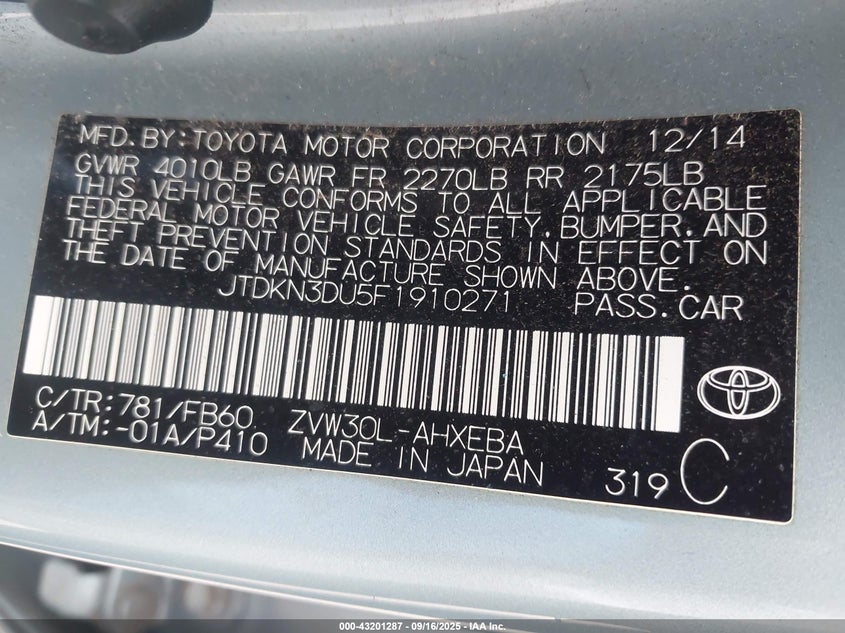 MFD. BY: TOYOTA MOTOR CORPORATION 12/14
GVWR 4010LB GAWR FR 2270LB RR 2175LB
THIS VEHICLE CONFORMS TO ALL APPLICABLE
FEDERAL MOTOR VEHICLE SAFETY, BUMPER, AND
THEFT PREVENTION STANDARDS IN EFFECT ON
THE DATE OF MANUFACTURE SHOWN ABOVE.
JTDKN3DU5F1910271 PASS. CAR
C/TR: 781/FB60 ZVW30L-AHXEBA
A/TM: -01A/P410 MADE IN JAPAN
319 C
000-43201287 - 09/16/2025 - IAA Inc.